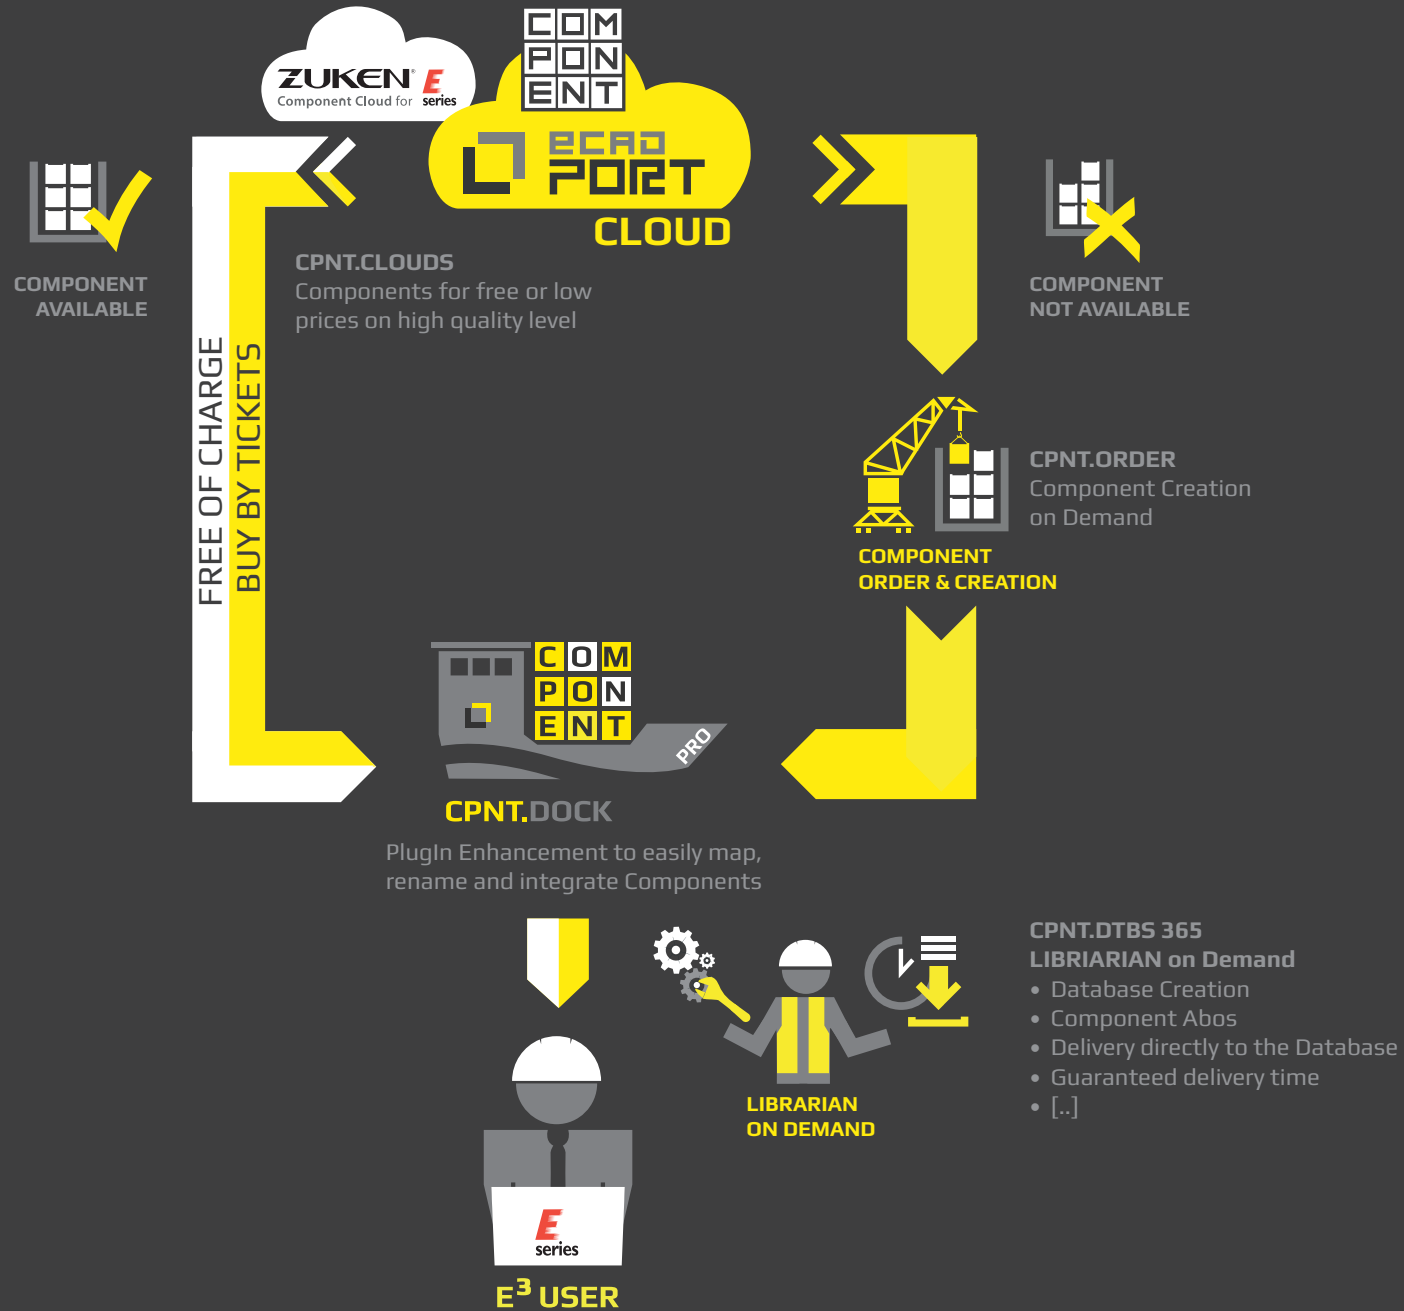 COM
PON
ENT
ZUKEN® E
Component Cloud for series
eCAD
PORT
CLOUD
COMPONENT
AVAILABLE
CPNT.CLOUDS
Components for free or low
prices on high quality level
COMPONENT
NOT AVAILABLE
FREE OF CHARGE
BUY BY TICKETS
CPNT.ORDER
Component Creation
on Demand
COMPONENT
ORDER & CREATION
COM
PON
ENT
PRO
CPNT.DOCK
PlugIn Enhancement to easily map,
rename and integrate Components
CPNT.DTBS 365
LIBRIARIAN on Demand
• Database Creation
• Component Abos
• Delivery directly to the Database
• Guaranteed delivery time
• [..]
LIBRARIAN
ON DEMAND
E
series
E³ USER